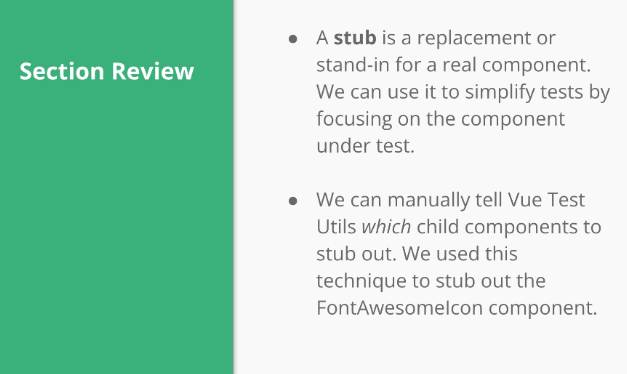 Section Review
● A stub is a replacement or
stand-in for a real component.
We can use it to simplify tests by
focusing on the component
under test.
● We can manually tell Vue Test
Utils which child components to
stub out. We used this
technique to stub out the
FontAwesomeIcon component.